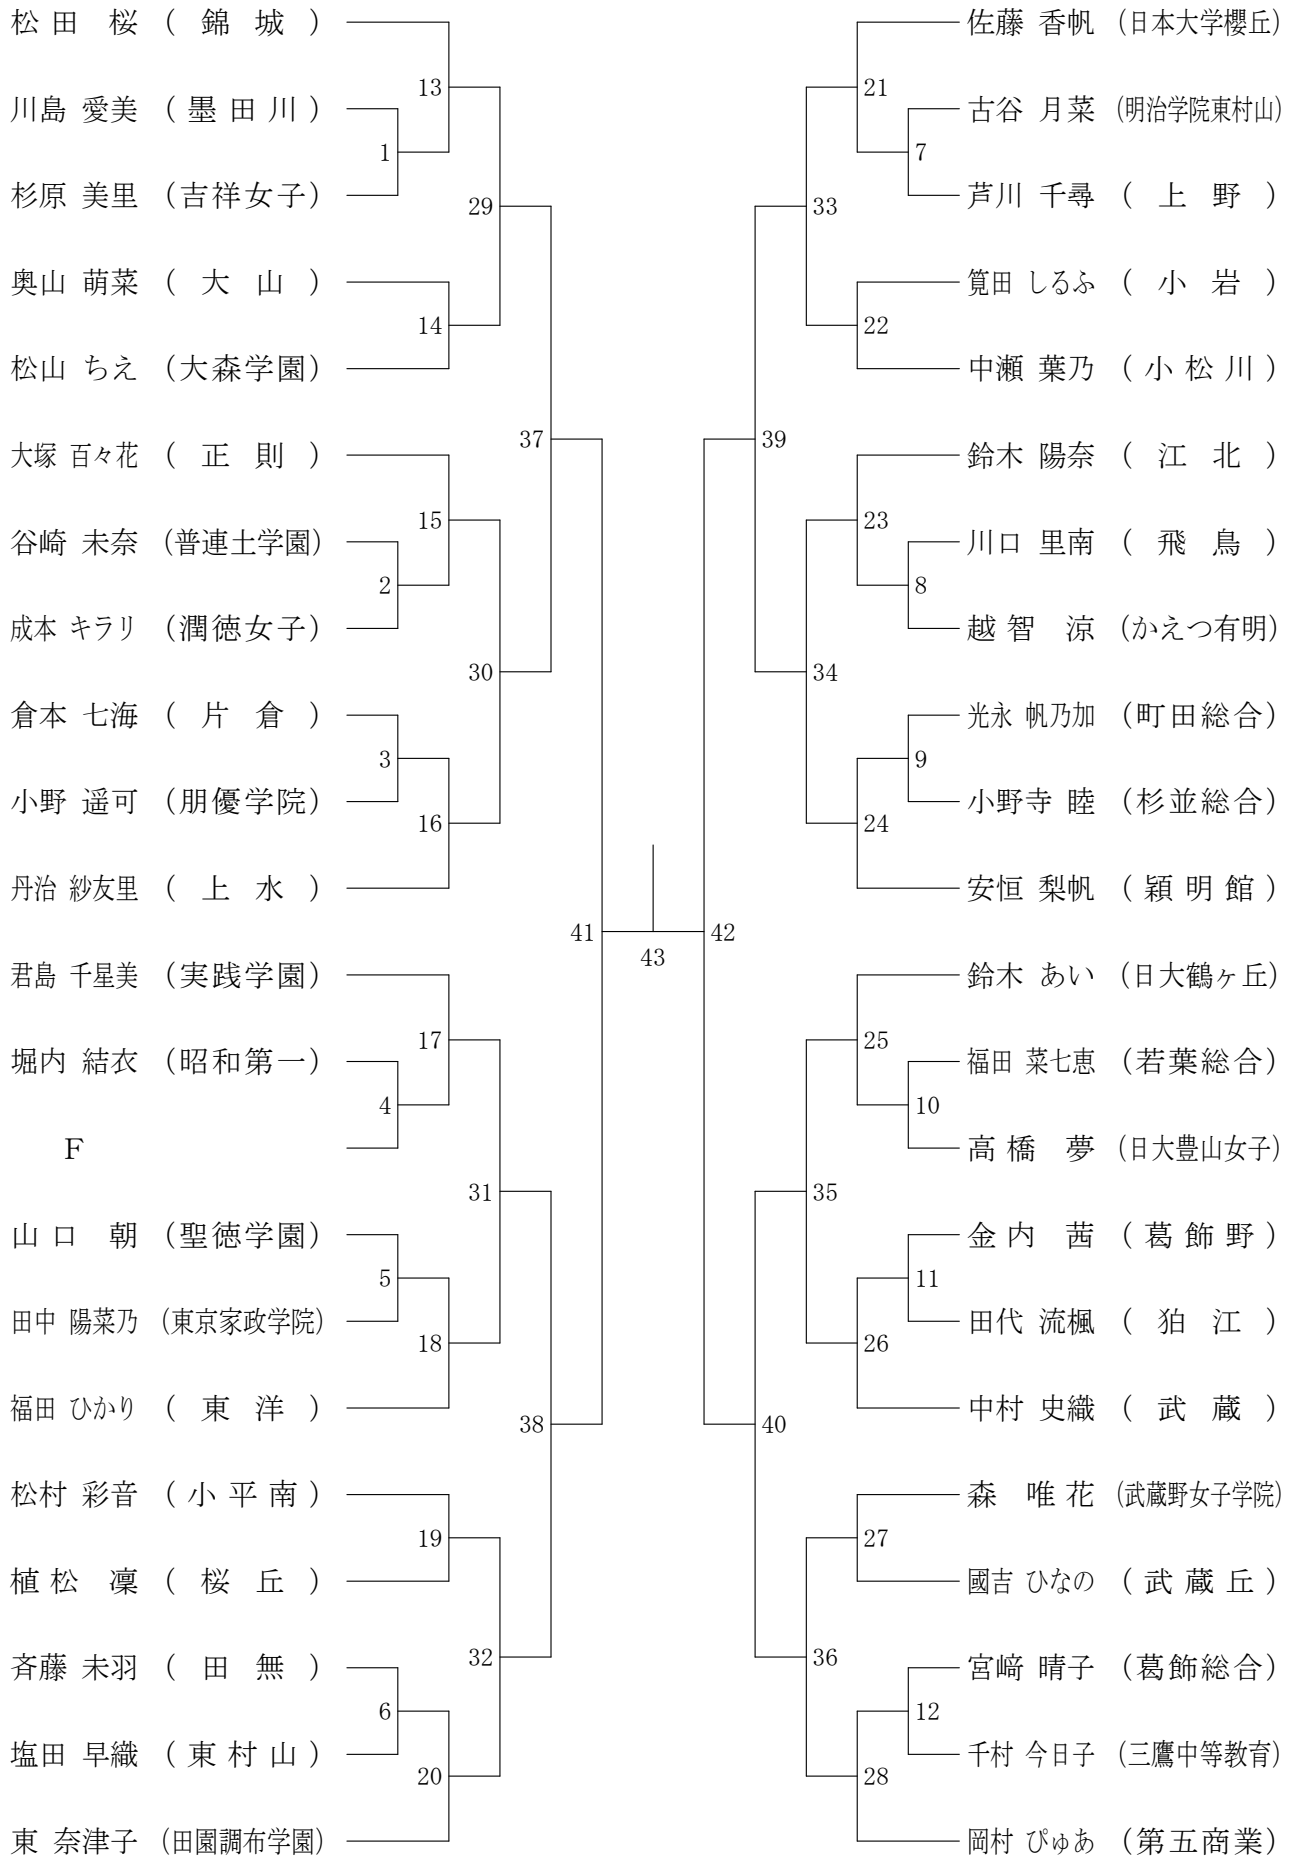 松田 桜 (錦城)
13
川島 愛美 (墨田川)
1
杉原 美里 (吉祥女子)
29
奥山 萌菜 (大山)
14
松山 ちえ (大森学園)
37
大塚 百々花 (正則)
15
谷崎 未奈 (普連土学園)
2
成本 キラリ (潤徳女子)
30
倉本 七海 (片倉)
3
小野 遥可 (朋優学院)
16
丹治 紗友里 (上水)
41
君島 千星美 (実践学園)
17
堀内 結衣 (昭和第一)
4
F
31
山口 朝 (聖徳学園)
5
田中 陽菜乃 (東京家政学院)
18
福田 ひかり (東洋)
38
松村 彩音 (小平南)
19
植松 凜 (桜丘)
32
斉藤 未羽 (田無)
6
塩田 早織 (東村山)
20
東 奈津子 (田園調布学園)
43
佐藤 香帆 (日本大学櫻丘)
21
古谷 月菜 (明治学院東村山)
7
芦川 千尋 (上野)
33
筧田 しるふ (小岩)
22
中瀬 葉乃 (小松川)
39
鈴木 陽奈 (江北)
23
川口 里南 (飛鳥)
8
越智 涼 (かえつ有明)
34
光永 帆乃加 (町田総合)
9
小野寺 睦 (杉並総合)
24
安恒 梨帆 (穎明館)
42
鈴木 あい (日大鶴ヶ丘)
25
福田 菜七恵 (若葉総合)
10
高橋 夢 (日大豊山女子)
35
金内 茜 (葛飾野)
11
田代 流楓 (狛江)
26
中村 史織 (武蔵)
40
森 唯花 (武蔵野女子学院)
27
國吉 ひなの (武蔵丘)
36
宮﨑 晴子 (葛飾総合)
12
千村 今日子 (三鷹中等教育)
28
岡村 ぴゅあ (第五商業)